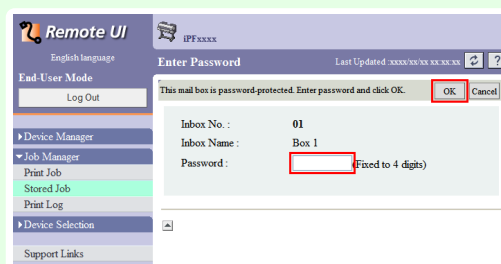 Remote UI
iPFxxxx
English language
Enter Password
Last Updated :xxxx/xx/xx xx:xx:xx
?
End-User Mode
This mail box is password-protected. Enter password and click OK.
OK
Cancel
Log Out
Inbox No. :
01
Device Manager
Inbox Name :
Box 1
Job Manager
Password :
(Fixed to 4 digits)
Print Job
Stored Job
Print Log
Device Selection
Support Links